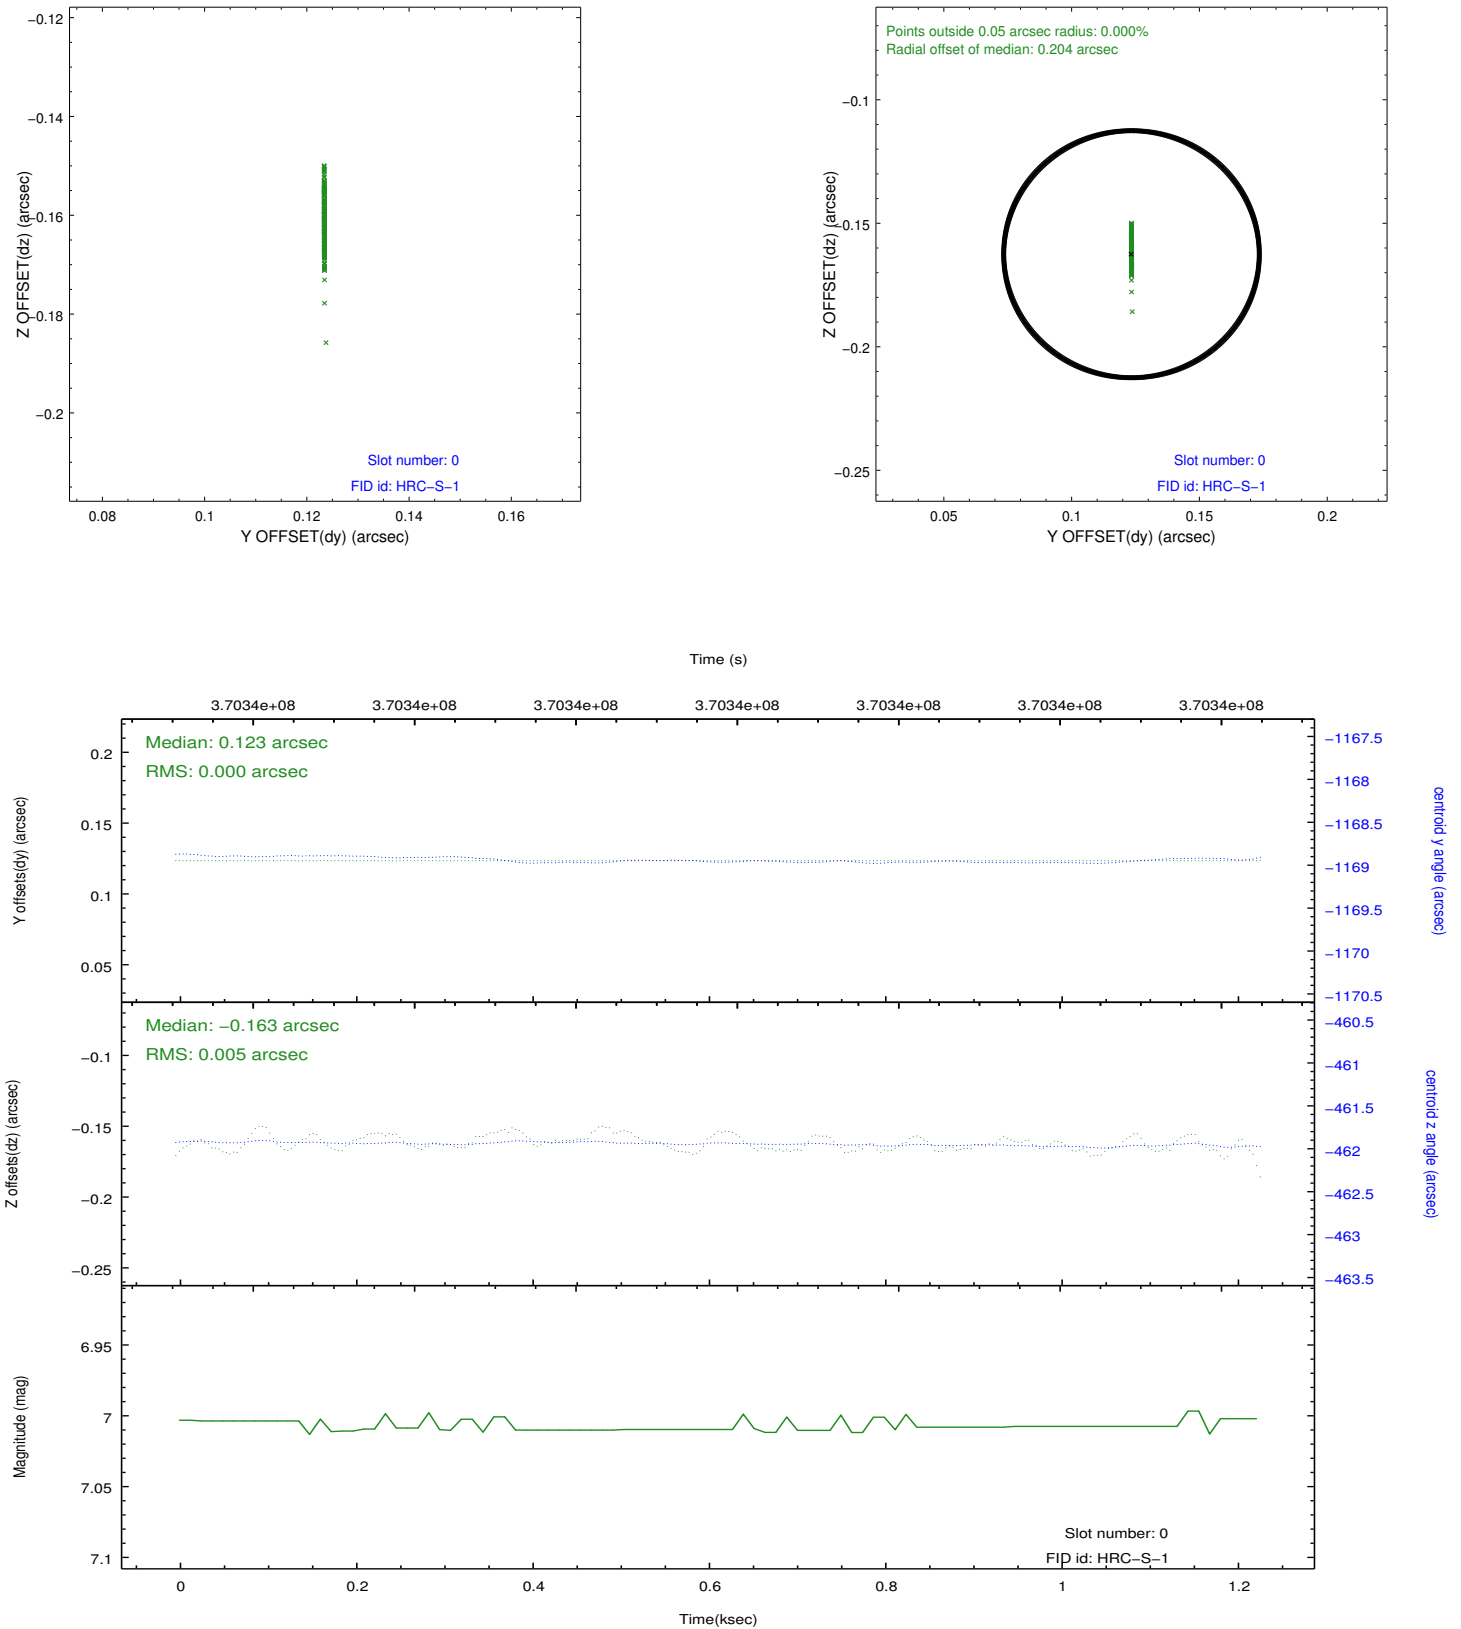 −0.12
−0.14
−0.16
−0.18
−0.2
Z OFFSET(dz) (arcsec)
Slot number: 0
FID id: HRC−S−1
0.08 0.1 0.12 0.14 0.16
Y OFFSET(dy) (arcsec)
Points outside 0.05 arcsec radius: 0.000%
Radial offset of median: 0.204 arcsec
−0.1
−0.15
−0.2
−0.25
Z OFFSET(dz) (arcsec)
Slot number: 0
FID id: HRC−S−1
0.05 0.1 0.15 0.2
Y OFFSET(dy) (arcsec)
Time (s)
3.7034e+08 3.7034e+08 3.7034e+08 3.7034e+08 3.7034e+08 3.7034e+08 3.7034e+08
Median: 0.123 arcsec
RMS: 0.000 arcsec
0.2
0.15
0.1
0.05
Y offsets(dy) (arcsec)
−1167.5
−1168
−1168.5
−1169
−1169.5
−1170
−1170.5
centroid y angle (arcsec)
Median: −0.163 arcsec
RMS: 0.005 arcsec
−0.1
−0.15
−0.2
−0.25
Z offsets(dz) (arcsec)
−460.5
−461
−461.5
−462
−462.5
−463
−463.5
centroid z angle (arcsec)
6.95
7
7.05
7.1
Magnitude (mag)
Slot number: 0
FID id: HRC−S−1
0 0.2 0.4 0.6 0.8 1 1.2
Time(ksec)